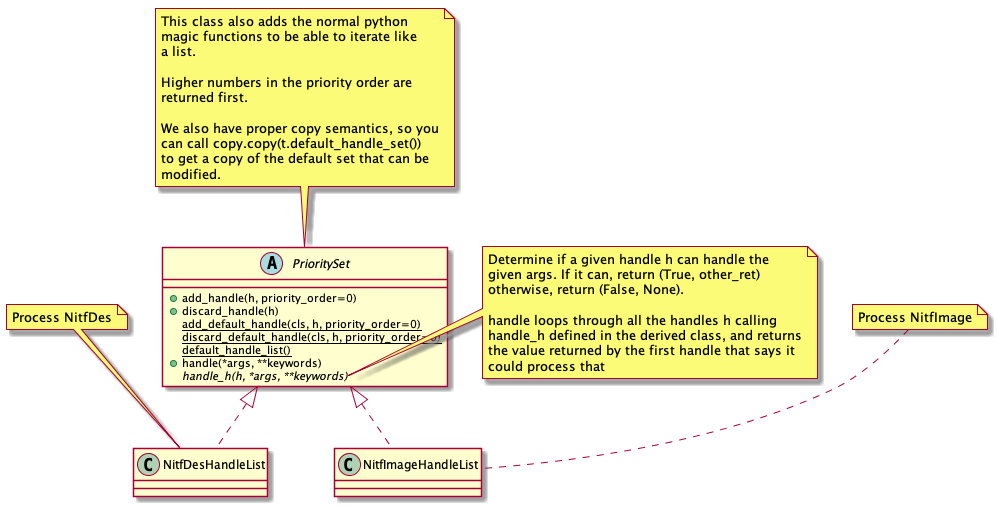 This class also adds the normal python
magic functions to be able to iterate like
a list.
Higher numbers in the priority order are
returned first.
We also have proper copy semantics, so you
can call copy.copy(t.default_handle_set())
to get a copy of the default set that can be
modified.
A PrioritySet
add_handle(h, priority_order=0)
discard_handle(h)
add_default_handle(cls, h, priority_order=0)
discard_default_handle(cls, h, priority_order=0)
default_handle_list()
handle(*args, **keywords)
handle_h(h, *args, **keywords)
Determine if a given handle h can handle the
given args. If it can, return (True, other_ret)
otherwise, return (False, None).
handle loops through all the handles h calling
handle_h defined in the derived class, and returns
the value returned by the first handle that says it
could process that
Process NitfDes
Process NitfImage
C NitfDesHandleList
C NitfImageHandleList